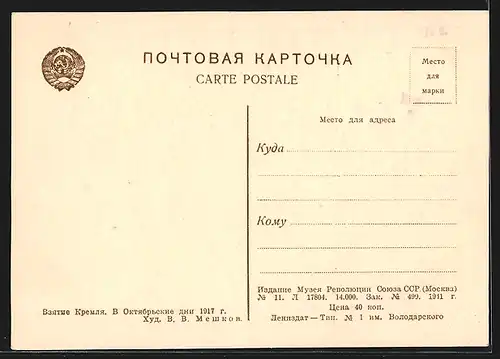 ПОЧТОВАЯ КАРТОЧКА
CARTE POSTALE
Место
для
марки
Место для адреса
Куда
Кому
Взятие Кремля. В Октябрьские дни 1917 г.
Худ. В. В. Мешков.
Издание Музея Революции Союза ССР. (Москва)
№ 11. Л 17804. 14.000. Зак. № 499. 1941 г.
Цена 40 коп.
Лениздат — Тип. № 1 им. Володарского